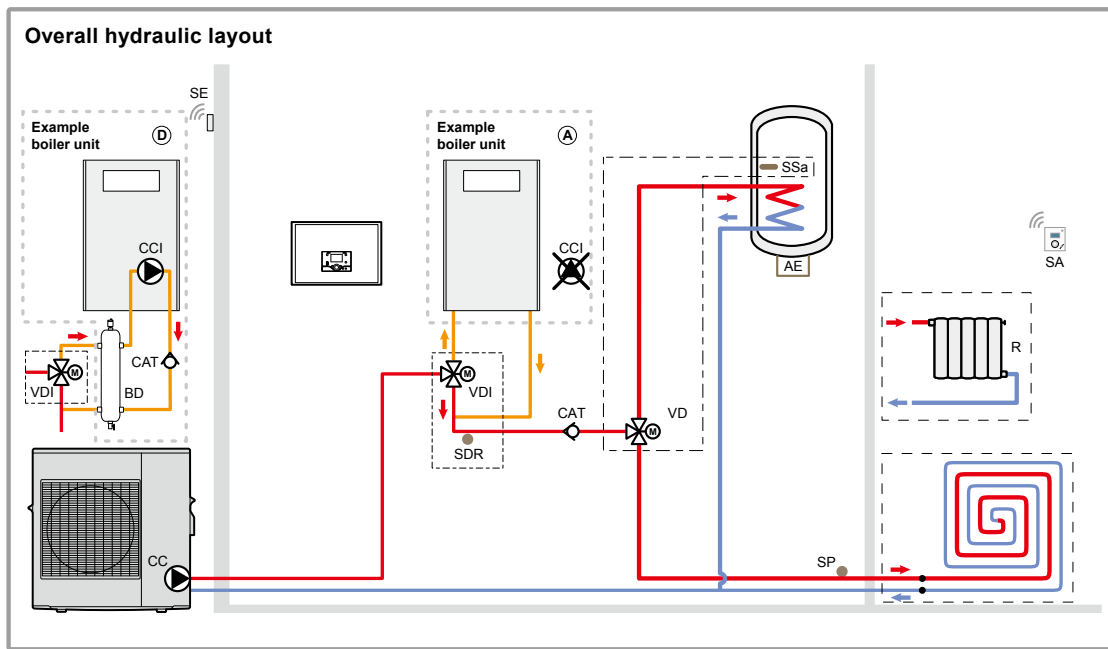 Overall hydraulic layout
SE
Example
boiler unit
D
CCI
CAT
VDI
M
BD
CC
Example
boiler unit
A
CCI
VDI
M
SDR
CAT
VD
M
SSa
AE
SP
SA
R